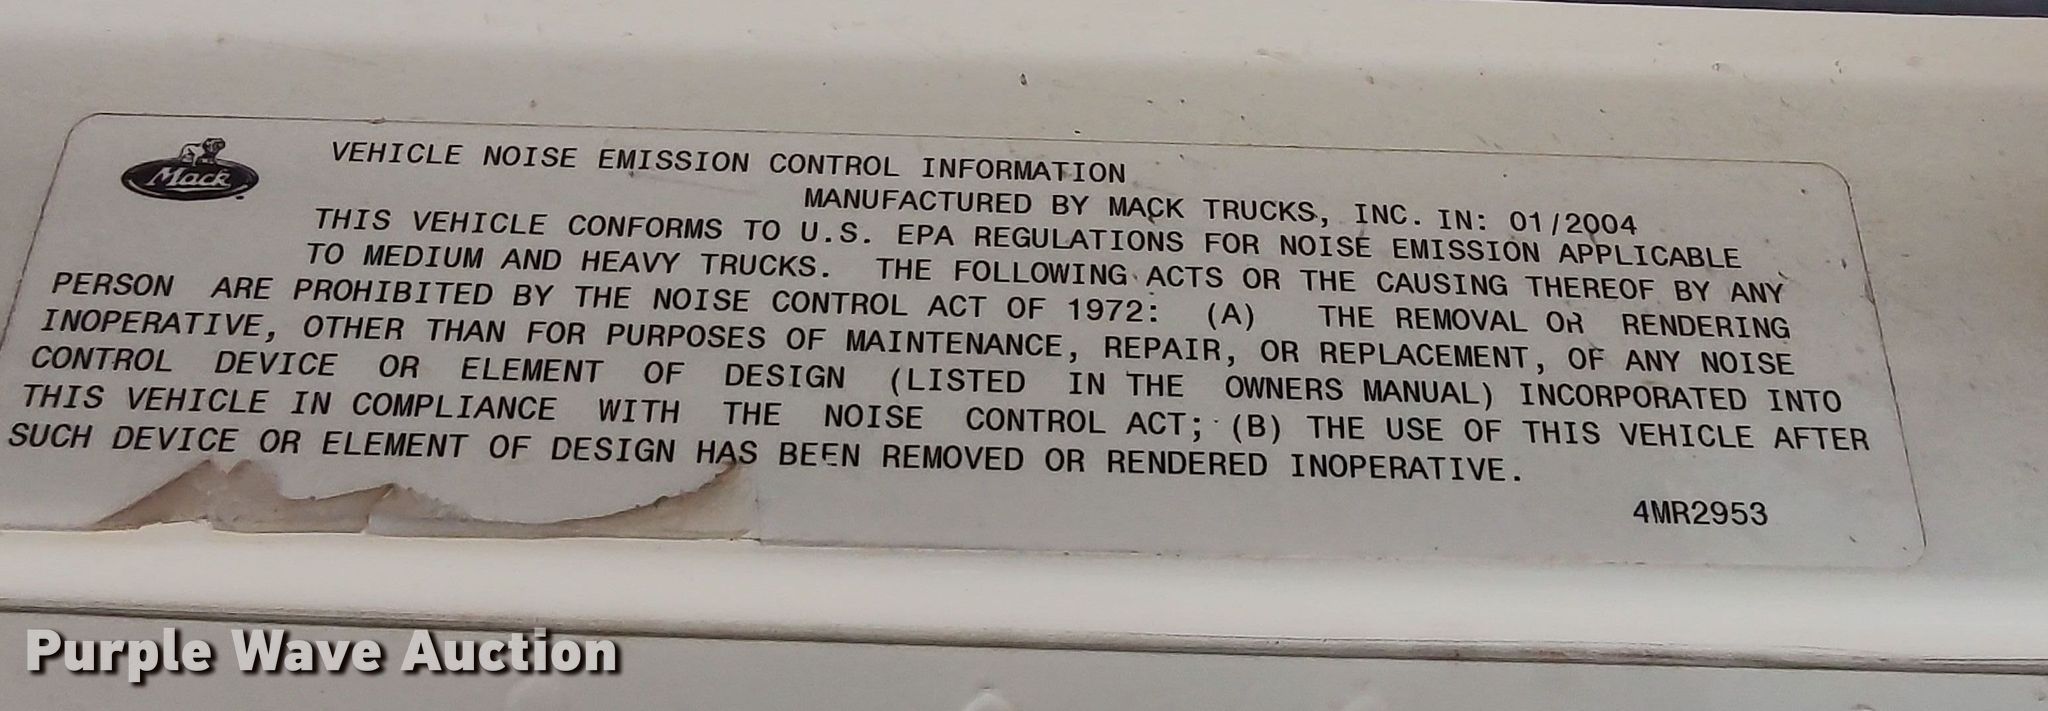 Mack
VEHICLE NOISE EMISSION CONTROL INFORMATION
MANUFACTURED BY MACK TRUCKS, INC. IN: 01/2004
THIS VEHICLE CONFORMS TO U.S. EPA REGULATIONS FOR NOISE EMISSION APPLICABLE
TO MEDIUM AND HEAVY TRUCKS. THE FOLLOWING ACTS OR THE CAUSING THEREOF BY ANY
PERSON ARE PROHIBITED BY THE NOISE CONTROL ACT OF 1972: (A) THE REMOVAL OR RENDERING
INOPERATIVE, OTHER THAN FOR PURPOSES OF MAINTENANCE, REPAIR, OR REPLACEMENT, OF ANY NOISE
CONTROL DEVICE OR ELEMENT OF DESIGN (LISTED IN THE OWNERS MANUAL) INCORPORATED INTO
THIS VEHICLE IN COMPLIANCE WITH THE NOISE CONTROL ACT; (B) THE USE OF THIS VEHICLE AFTER
SUCH DEVICE OR ELEMENT OF DESIGN HAS BEEN REMOVED OR RENDERED INOPERATIVE.
4MR2953
Purple Wave Auction